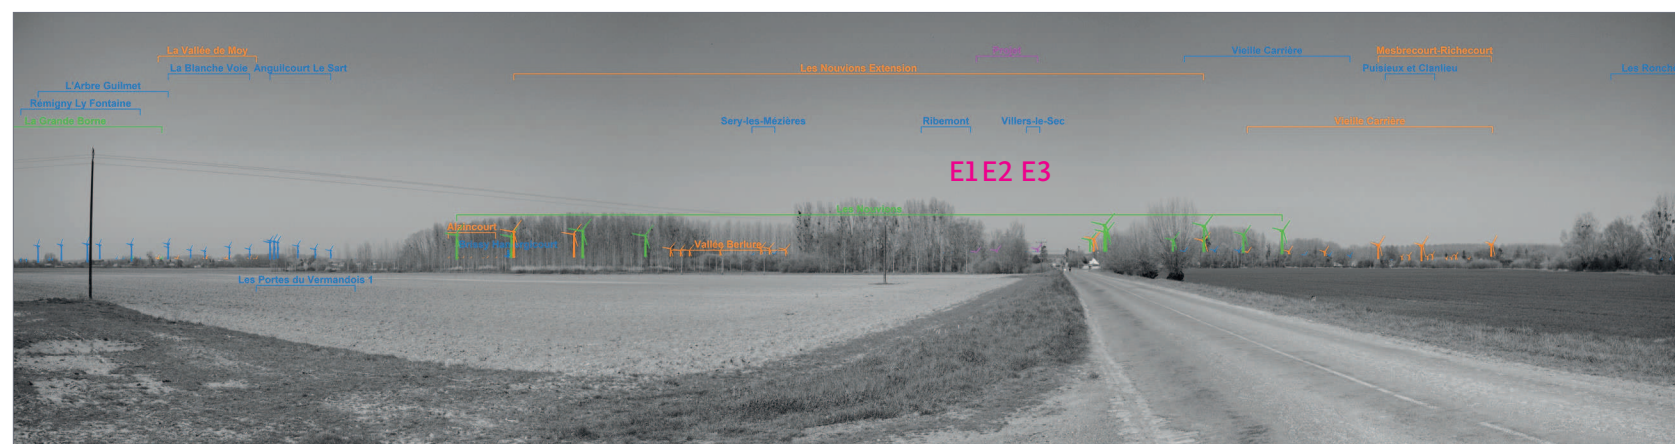 La Vallée de Moy
Vieille Carrière
Mesbrecourt-Richecourt
La Blanche Voie
Anguilcourt Le Sart
Les Nouvions Extension
Puisieux et Clanlieu
L'Arbre Guilmet
Rémigny Ly Fontaine
La Grande Borne
Sery-les-Mézières
Ribemont
Villers-le-Sec
Vieille Carrière
E1 E2 E3
Alaincourt
Vallée Berlure
Les Portes du Vermandois 1